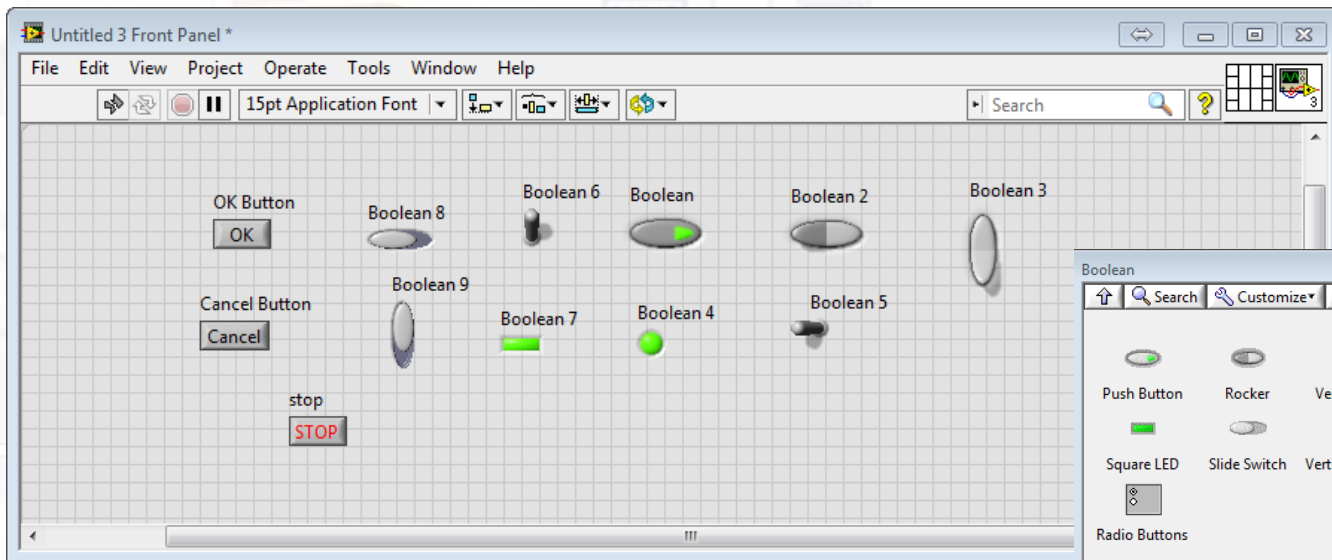 Untitled 3 Front Panel *
File Edit View Project Operate Tools Window Help
15pt Application Font
Search
3
OK Button
OK
Boolean 8
Boolean 6
Boolean
Boolean 2
Boolean 3
Cancel Button
Cancel
Boolean 9
Boolean 7
Boolean 4
Boolean 5
stop
STOP
Boolean
Search Customize
Push Button Rocker Ve
Square LED Slide Switch Vert
Radio Buttons